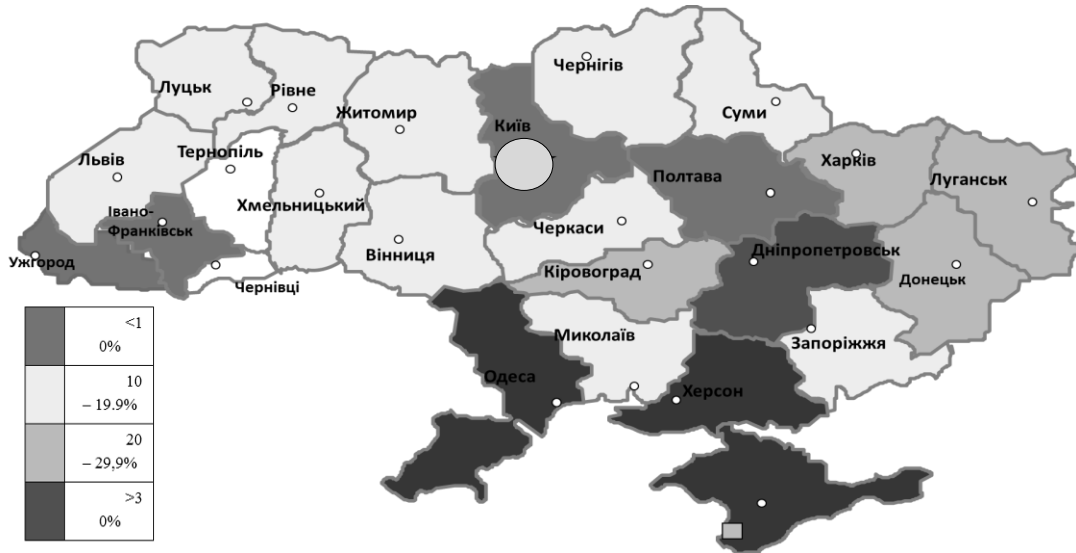 Чернігів
Луцьк
Рівне
Житомир
Суми
Київ
Львів
Тернопіль
Харків
Полтава
Луганськ
Хмельницький
Івано-
Франківськ
Черкаси
Вінниця
Дніпропетровськ
Ужгород
Кіровоград
Донецьк
Чернівці
Миколаїв
Запоріжжя
Одеса
Херсон
<1
0%
10
– 19.9%
20
– 29,9%
>3
0%